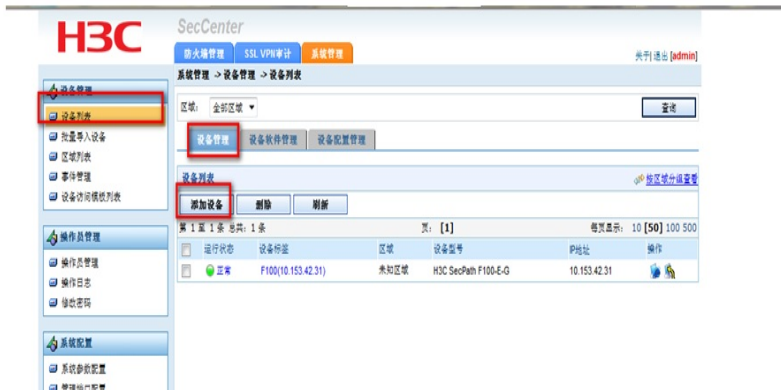 H3C
SecCenter
防火墙管理 SSL VPN审计 系统管理
关于| 退出 [admin]
系统管理 -> 设备管理 -> 设备列表
设备管理
设备列表
批量导入设备
区域列表
事件管理
设备访问模板列表
操作员管理
操作员管理
操作日志
修改密码
系统配置
系统参数配置
管理端口配置
区域: 全部区域 查询
设备管理 设备软件管理 设备配置管理
设备列表 按区域分组查看
添加设备 删除 刷新
第 1 至 1 条 总共: 1 条 页: [1] 每页显示: 10 [50] 100 500
运行状态 设备标签 区域 设备型号 IP地址 操作
正常 F100(10.153.42.31) 未知区域 H3C SecPath F100-E-G 10.153.42.31